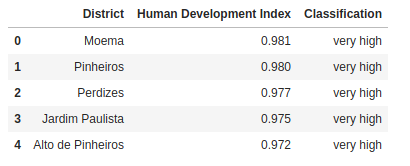 District Human Development Index Classification
0 Moema 0.981 very high
1 Pinheiros 0.980 very high
2 Perdizes 0.977 very high
3 Jardim Paulista 0.975 very high
4 Alto de Pinheiros 0.972 very high